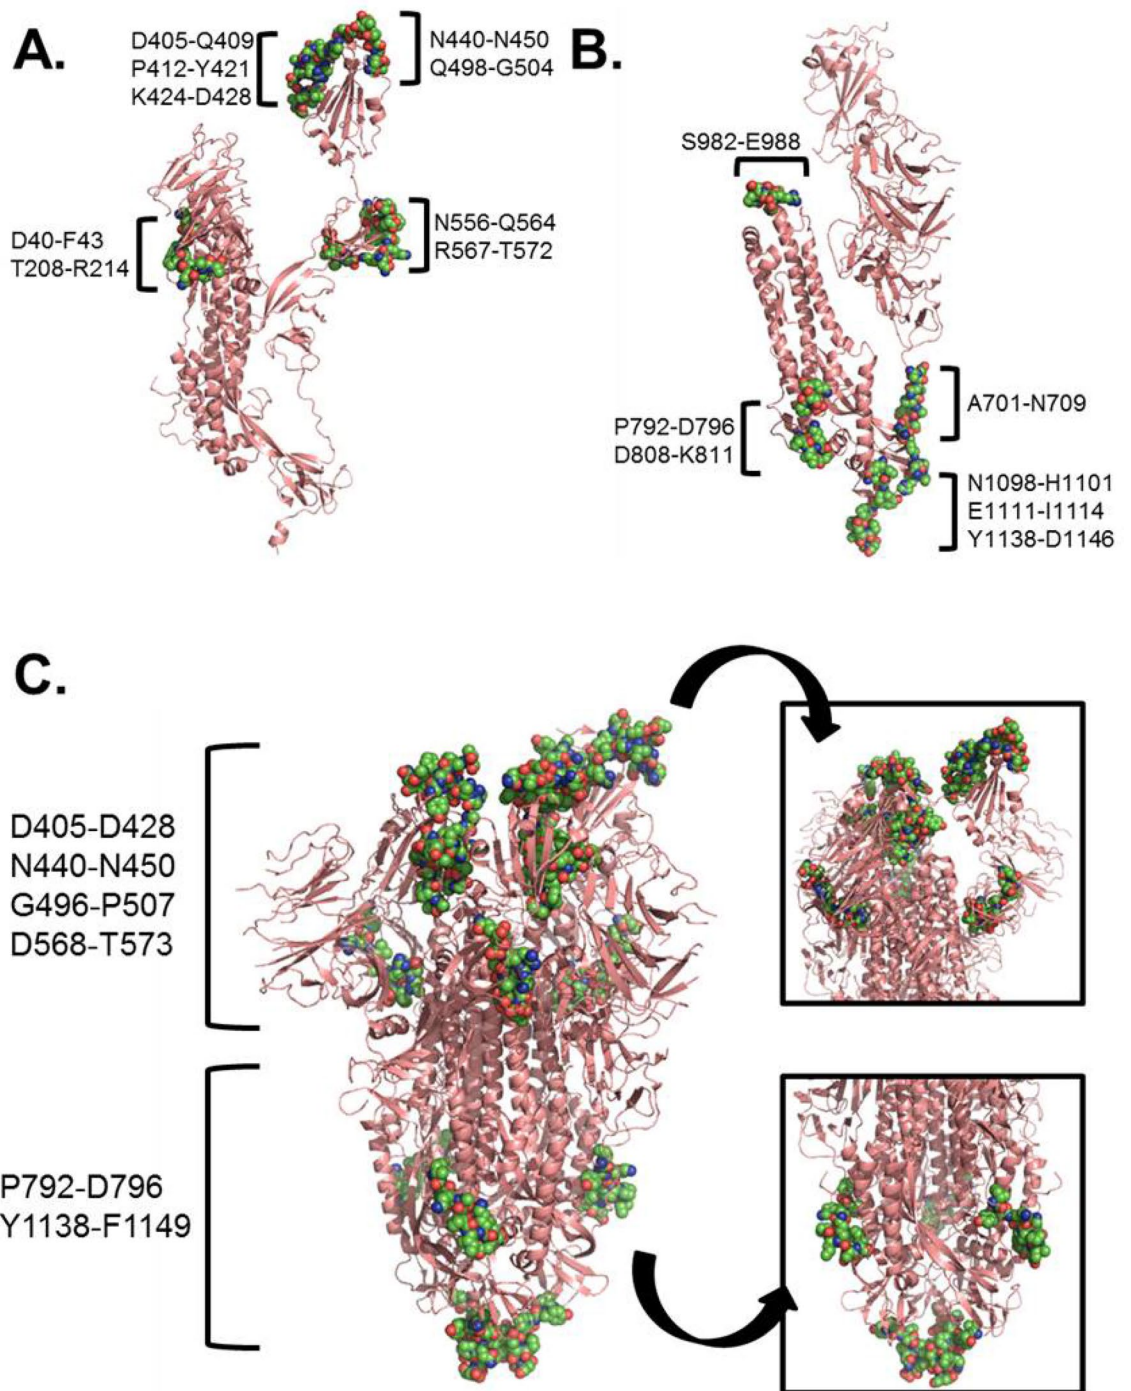 A.
D405-Q409
P412-Y421
K424-D428
N440-N450
Q498-G504
D40-F43
T208-R214
N556-Q564
R567-T572
B.
S982-E988
P792-D796
D808-K811
A701-N709
N1098-H1101
E1111-I1114
Y1138-D1146
C.
D405-D428
N440-N450
G496-P507
D568-T573
P792-D796
Y1138-F1149